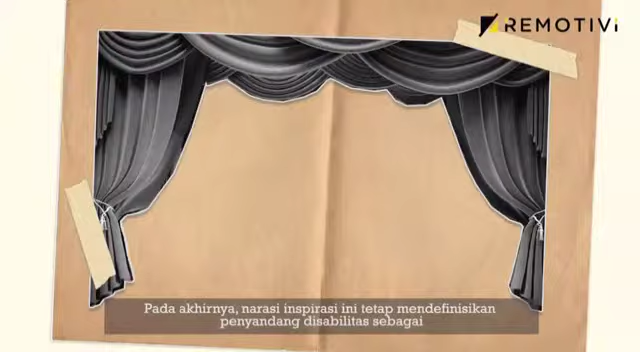 REMOTIVI
Pada akhirnya, narasi inspirasi ini tetap mendefinisikan
penyandang disabilitas sebagai